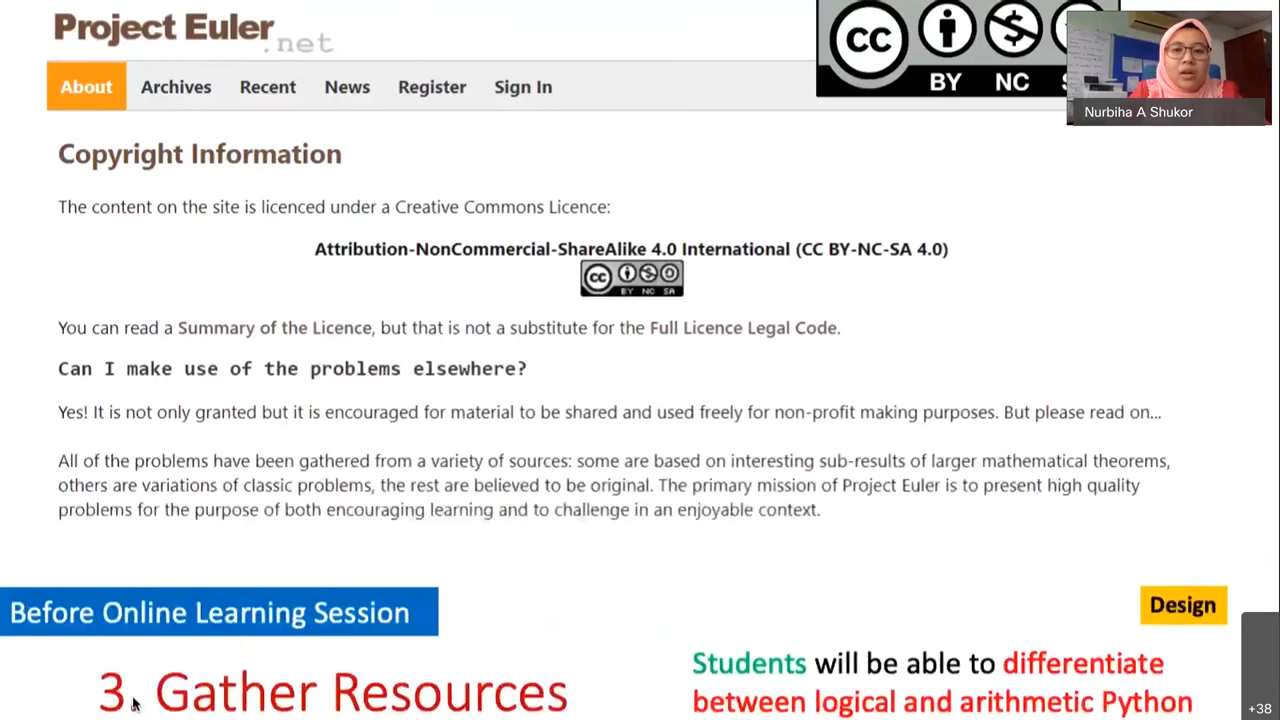 Project Euler
.net
About Archives Recent News Register Sign In
BY NC
Nurbiha A Shukor
Copyright Information
The content on the site is licenced under a Creative Commons Licence:
Attribution-NonCommercial-ShareAlike 4.0 International (CC BY-NC-SA 4.0)
cc
BY NC SA
You can read a Summary of the Licence, but that is not a substitute for the Full Licence Legal Code.
Can I make use of the problems elsewhere?
Yes! It is not only granted but it is encouraged for material to be shared and used freely for non-profit making purposes. But please read on...
All of the problems have been gathered from a variety of sources: some are based on interesting sub-results of larger mathematical theorems,
others are variations of classic problems, the rest are believed to be original. The primary mission of Project Euler is to present high quality
problems for the purpose of both encouraging learning and to challenge in an enjoyable context.
Before Online Learning Session
Design
3. Gather Resources
Students will be able to differentiate
between logical and arithmetic Python
+38